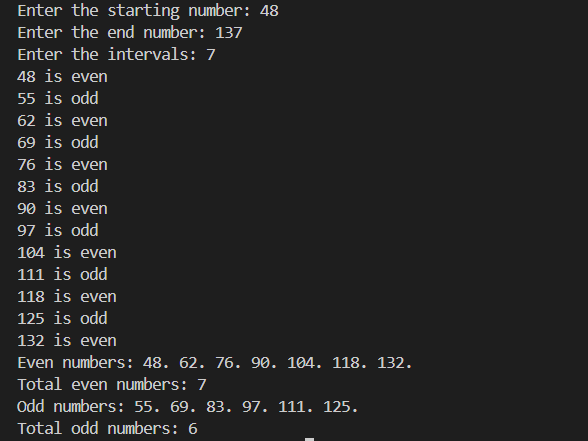 Enter the starting number: 48
Enter the end number: 137
Enter the intervals: 7
48 is even
55 is odd
62 is even
69 is odd
76 is even
83 is odd
90 is even
97 is odd
104 is even
111 is odd
118 is even
125 is odd
132 is even
Even numbers: 48. 62. 76. 90. 104. 118. 132.
Total even numbers: 7
Odd numbers: 55. 69. 83. 97. 111. 125.
Total odd numbers: 6